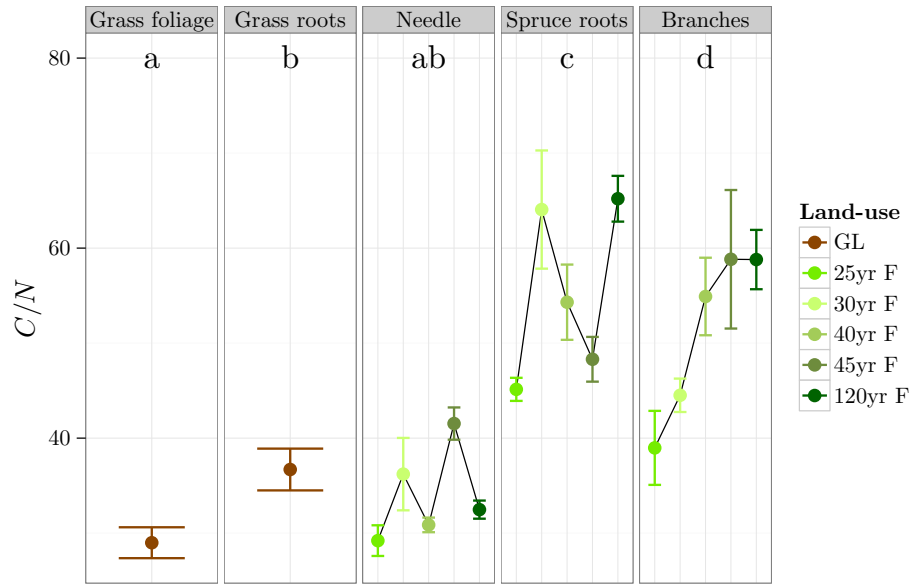 Grass foliage Grass roots Needle Spruce roots Branches
a b ab c d
80
60
40
C/N
Land-use
GL
25yr F
30yr F
40yr F
45yr F
120yr F